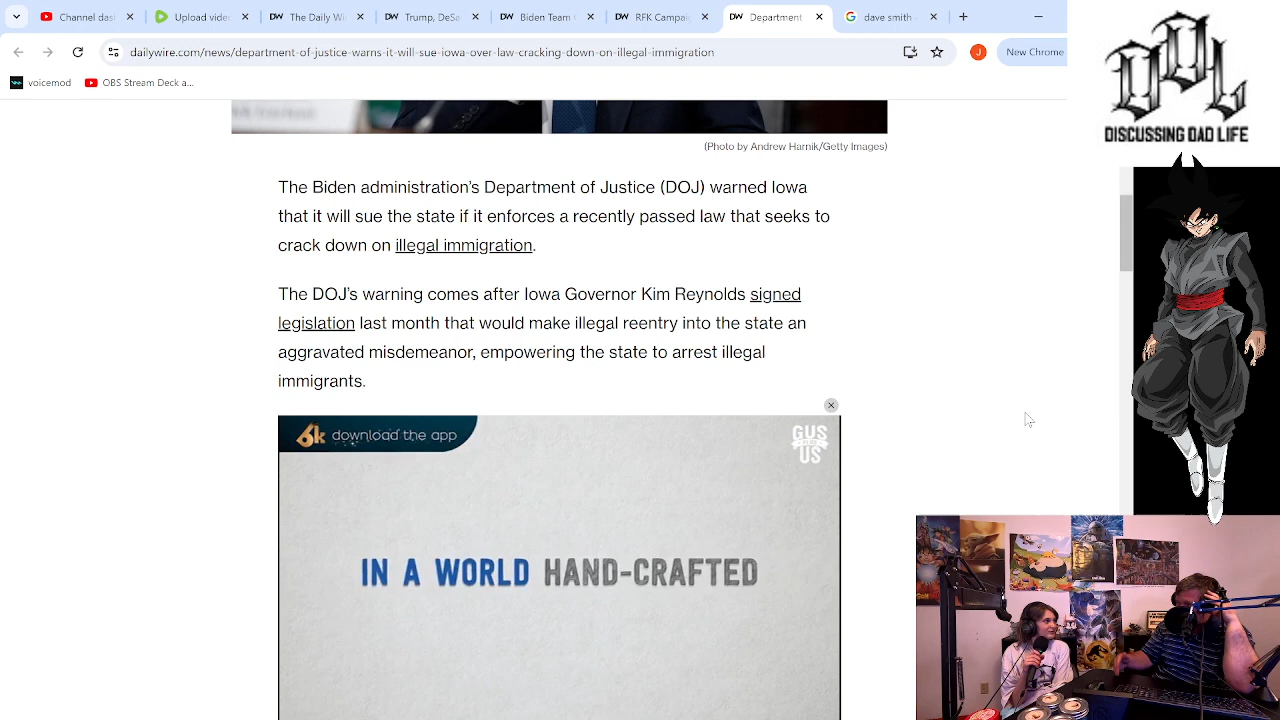 Channel dasl
Upload vide
The Daily Wi
Trump, DeSa
Biden Team
RFK Campai
Department
dave smith -
dailywire.com/news/department-of-justice-warns-it-will-sue-iowa-over-law-cracking-down-on-illegal-immigration
J
New Chrome
voicemod
OBS Stream Deck a...
DDL
DISCUSSING DAD LIFE
(Photo by Andrew Harnik/Getty Images)
The Biden administration's Department of Justice (DOJ) warned Iowa
that it will sue the state if it enforces a recently passed law that seeks to
crack down on illegal immigration.
The DOJ's warning comes after Iowa Governor Kim Reynolds signed
legislation last month that would make illegal reentry into the state an
aggravated misdemeanor, empowering the state to arrest illegal
immigrants.
6k download the app
GUS
US
IN A WORLD HAND-CRAFTED